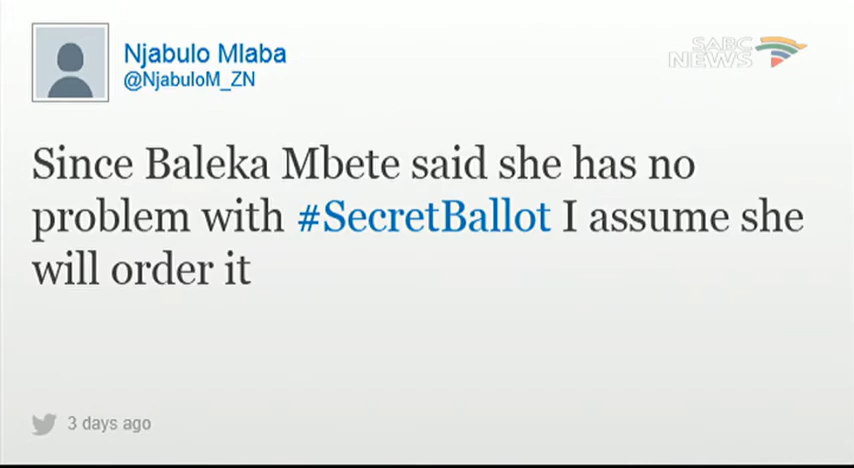 Njabulo Mlaba
@NjabuloM_ZN
SABC
NEWS
Since Baleka Mbete said she has no
problem with #SecretBallot I assume she
will order it
3 days ago